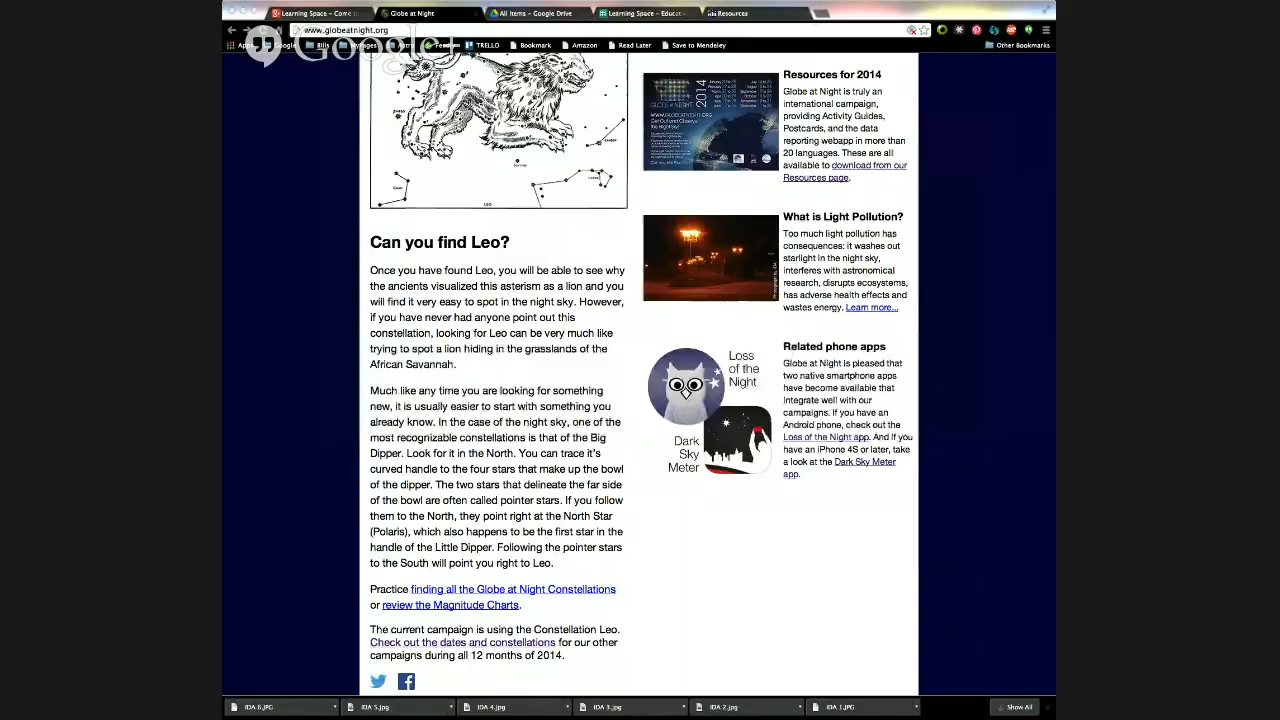 Learning Space - Come to
Globe at Night
All items - Google Drive
Learning Space - Educati
Resources
www.globeatnight.org
Google+
Apps
Google
Bills
MyPages
Astro
TRELLO
Bookmark
Amazon
Read Later
Save to Mendeley
Other Bookmarks
LEO
Can you find Leo?
Once you have found Leo, you will be able to see why
the ancients visualized this asterism as a lion and you
will find it very easy to spot in the night sky. However,
if you have never had anyone point out this
constellation, looking for Leo can be very much like
trying to spot a lion hiding in the grasslands of the
African Savannah.
Much like any time you are looking for something
new, it is usually easier to start with something you
already know. In the case of the night sky, one of the
most recognizable constellations is that of the Big
Dipper. Look for it in the North. You can trace it's
curved handle to the four stars that make up the bowl
of the dipper. The two stars that delineate the far side
of the bowl are often called pointer stars. If you follow
them to the North, they point right at the North Star
(Polaris), which also happens to be the first star in the
handle of the Little Dipper. Following the pointer stars
to the South will point you right to Leo.
Practice finding all the Globe at Night Constellations
or review the Magnitude Charts.
The current campaign is using the Constellation Leo.
Check out the dates and constellations for our other
campaigns during all 12 months of 2014.
2014
GLOBE AT NIGHT
WWW.GLOBEATNIGHT.ORG
Get Out and Observe
the Night Sky!
Resources for 2014
Globe at Night is truly an
international campaign,
providing Activity Guides,
Postcards, and the data
reporting webapp in more than
20 languages. These are all
available to download from our
Resources page.
What is Light Pollution?
Too much light pollution has
consequences: it washes out
starlight in the night sky,
interferes with astronomical
research, disrupts ecosystems,
has adverse health effects and
wastes energy. Learn more...
Loss
of the
Night
Dark
Sky
Meter
Related phone apps
Globe at Night is pleased that
two native smartphone apps
have become available that
integrate well with our
campaigns. If you have an
Android phone, check out the
Loss of the Night app. And if you
have an iPhone 4S or later, take
a look at the Dark Sky Meter
app.
IDA 6.JPG
IDA 5.jpg
IDA 4.jpg
IDA 3.jpg
IDA 2.jpg
IDA 1.JPG
Show All